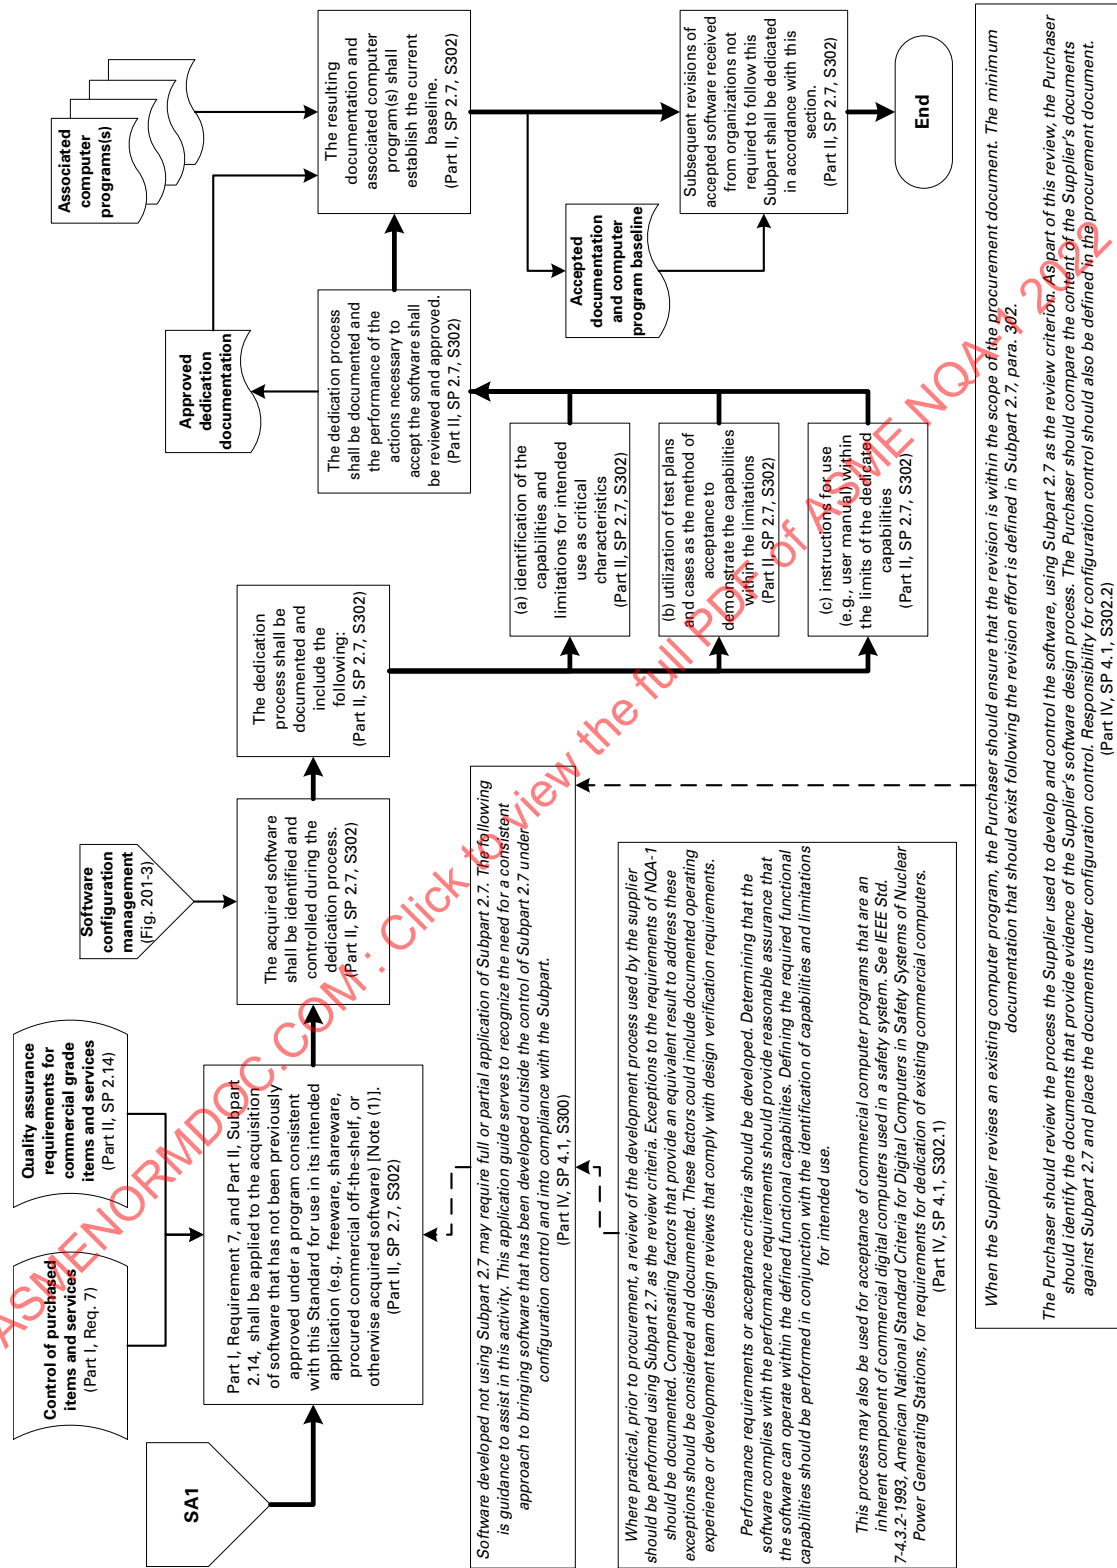 SA1
Control of purchased
items and services
(Part I, Req. 7)
Quality assurance
requirements for
commercial grade
items and services
(Part II, SP 2.14)
Part I, Requirement 7, and Part II, Subpart
2.14, shall be applied to the acquisition
of software that has not been previously
approved under a program consistent
with this Standard for use in its intended
application (e.g., freeware, shareware,
procured commercial off-the-shelf, or
otherwise acquired software) [Note (1)].
(Part II, SP 2.7, S302)
Software
configuration
management
(Fig. 201-3)
The acquired software
shall be identified and
controlled during the
dedication process.
(Part II, SP 2.7, S302)
The dedication
process shall be
documented and
include the
following:
(Part II, SP 2.7, S302)
(a) identification of the
capabilities and
limitations for intended
use as critical
characteristics
(Part II, SP 2.7, S302)
(b) utilization of test plans
and cases as the method of
acceptance to
demonstrate the capabilities
within the limitations
(Part II, SP 2.7, S302)
(c) instructions for use
(e.g., user manual) within
the limits of the dedicated
capabilities
(Part II, SP 2.7, S302)
Approved
dedication
documentation
The dedication process
shall be documented and
the performance of the
actions necessary to
accept the software shall
be reviewed and approved.
(Part II, SP 2.7, S302)
Associated
computer
programs(s)
The resulting
documentation and
associated computer
program(s) shall
establish the current
baseline.
(Part II, SP 2.7, S302)
Accepted
documentation
and computer
program baseline
Subsequent revisions of
accepted software received
from organizations not
required to follow this
Subpart shall be dedicated
in accordance with this
section.
(Part II, SP 2.7, S302)
End
Software developed not using Subpart 2.7 may require full or partial application of Subpart 2.7. The following
is guidance to assist in this activity. This application guide serves to recognize the need for a consistent
approach to bringing software that has been developed outside the control of Subpart 2.7 under
configuration control and into compliance with the Subpart.
(Part IV, SP 4.1, S300)
Where practical, prior to procurement, a review of the development process used by the supplier
should be performed using Subpart 2.7 as the review criteria. Exceptions to the requirements of NQA-1
should be documented. Compensating factors that provide an equivalent result to address these
exceptions should be considered and documented. These factors could include documented operating
experience or development team design reviews that comply with design verification requirements.
Performance requirements or acceptance criteria should be developed. Determining that the
software complies with the performance requirements should provide reasonable assurance that
the software can operate within the defined functional capabilities. Defining the required functional
capabilities should be performed in conjunction with the identification of capabilities and limitations
for intended use.
This process may also be used for acceptance of commercial computer programs that are an
inherent component of commercial digital computers used in a safety system. See IEEE Std.
7-4.3.2-1993, American National Standard Criteria for Digital Computers in Safety Systems of Nuclear
Power Generating Stations, for requirements for dedication of existing commercial computers.
(Part IV, SP 4.1, S302.1)
When the Supplier revises an existing computer program, the Purchaser should ensure that the revision is within the scope of the procurement document. The minimum
documentation that should exist following the revision effort is defined in Subpart 2.7, para. 302.
The Purchaser should review the process the Supplier used to develop and control the software, using Subpart 2.7 as the review criterion. As part of this review, the Purchaser
should identify the documents that provide evidence of the Supplier's software design process. The Purchaser should compare the content of the Supplier's documents
against Subpart 2.7 and place the documents under configuration control. Responsibility for configuration control should also be defined in the procurement document.
(Part IV, SP 4.1, S302.2)
ASMENORMDOC.COM : Click to view the full PDF of ASME NQA-1 2022